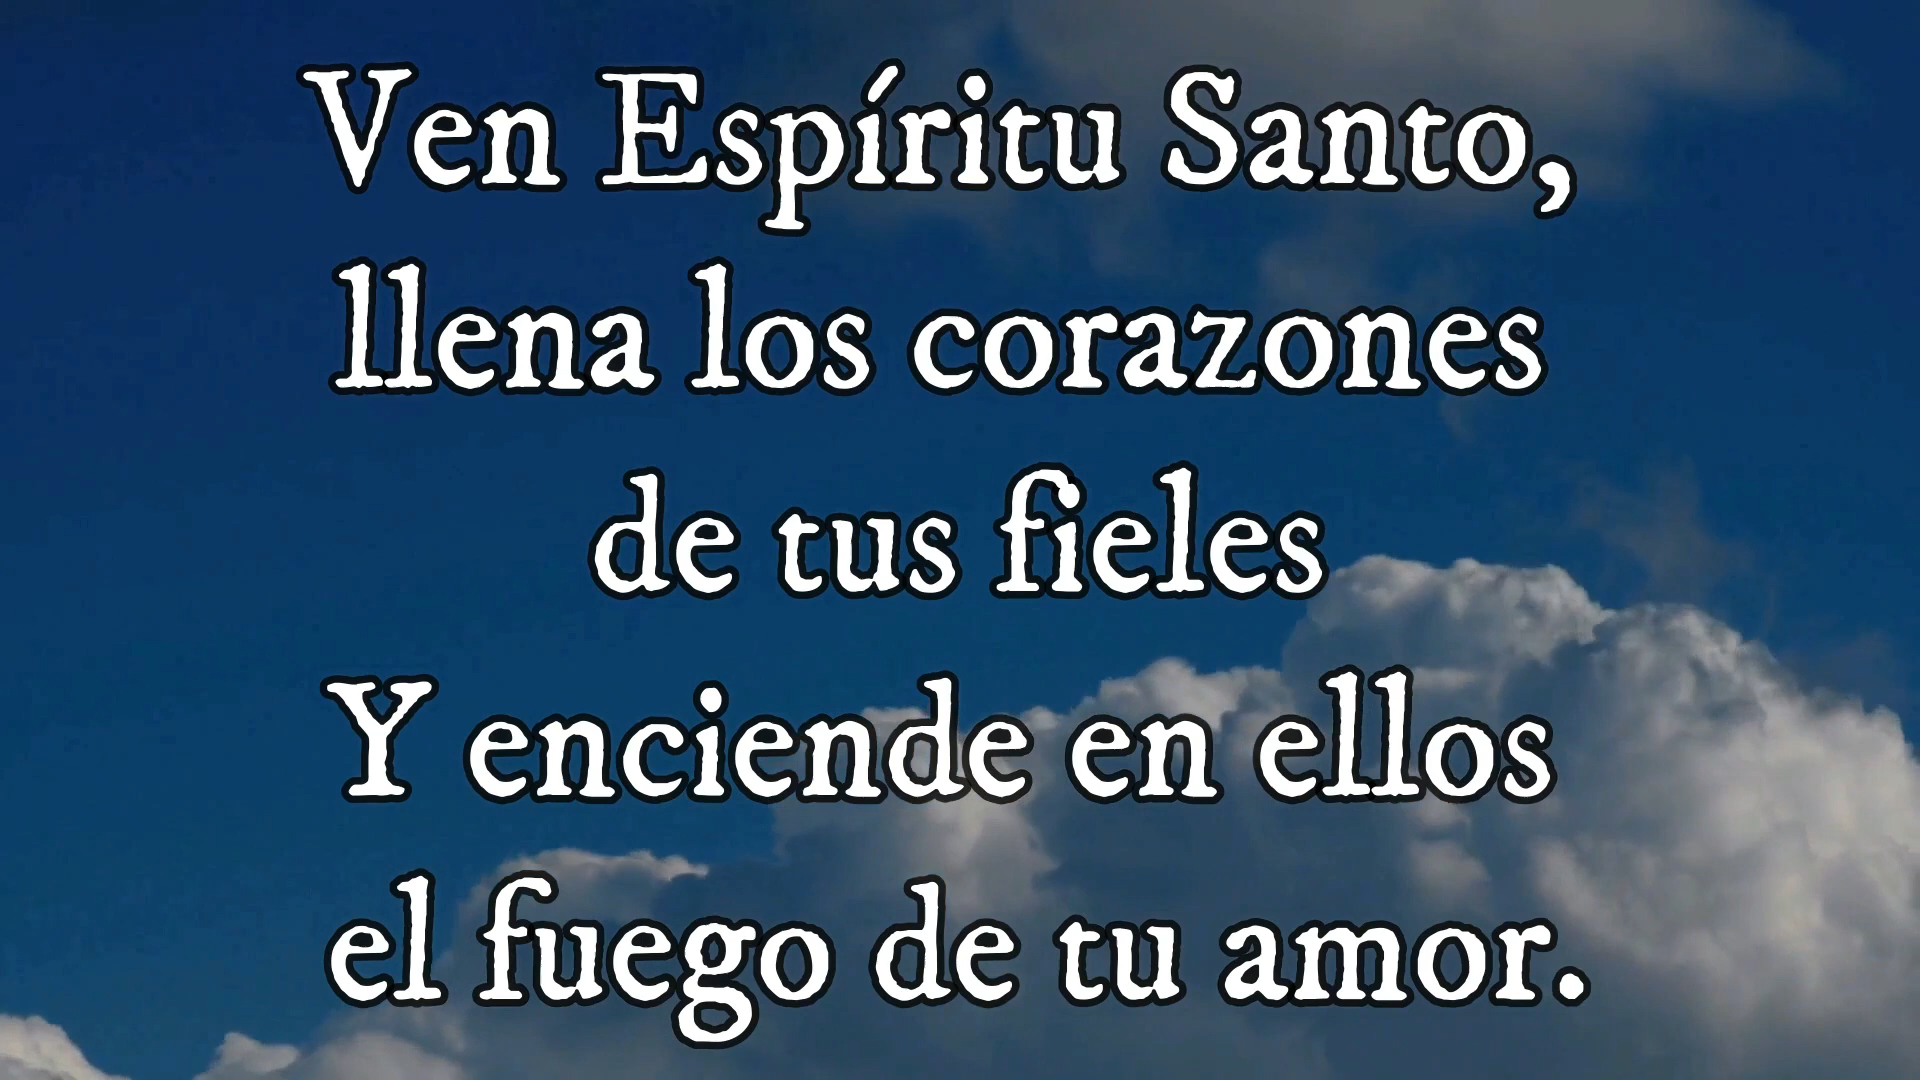 Ven Espíritu Santo,
llena los corazones
de tus fieles
Y enciende en ellos
el fuego de tu amor.